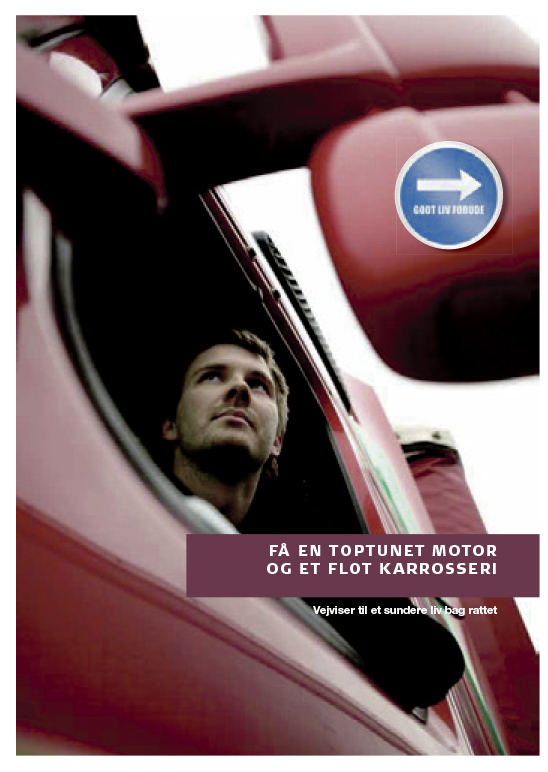 GODT LIV FORUDE
FÅ EN TOPTUNET MOTOR
OG ET FLOT KARROSSERI
Vejviser til et sundere liv bag rattet